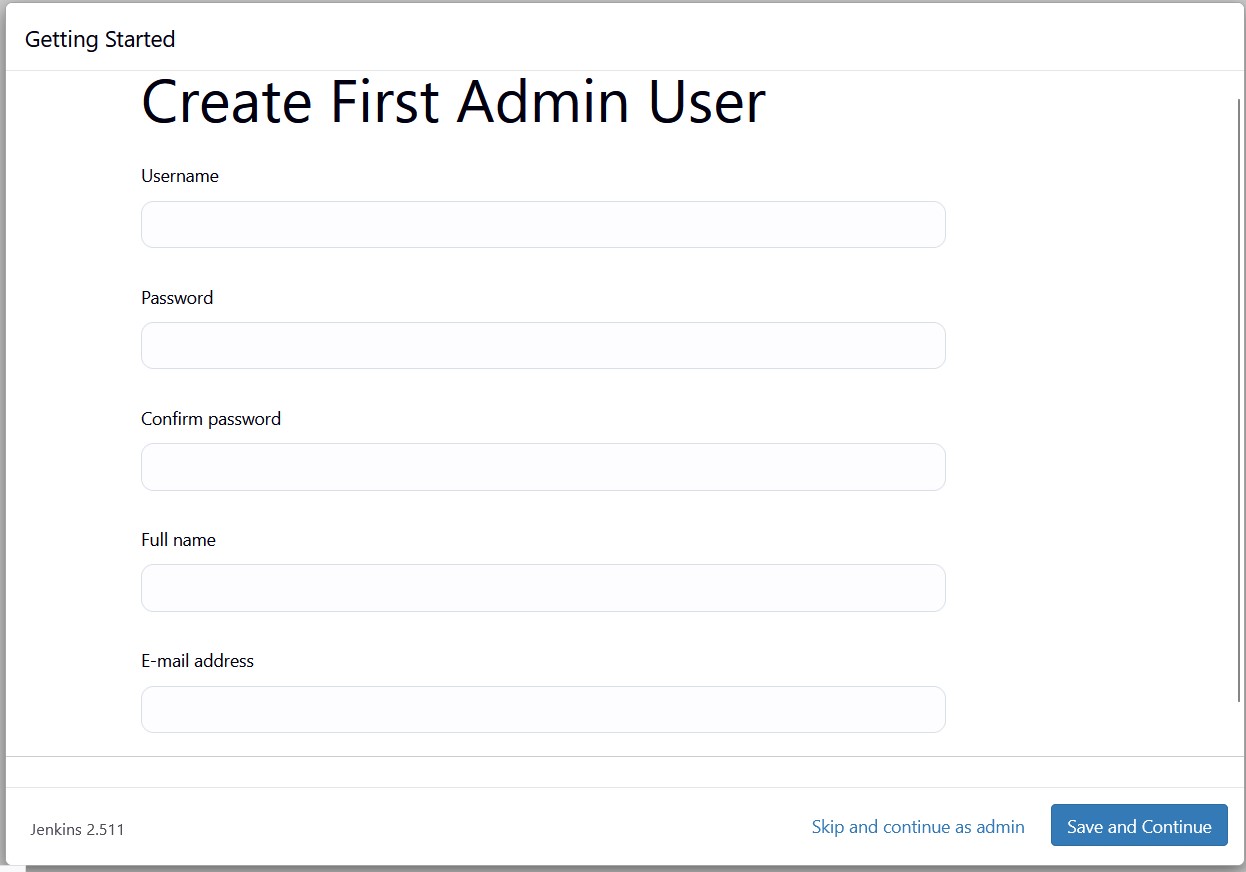 Getting Started
Create First Admin User
Username
Password
Confirm password
Full name
E-mail address
Jenkins 2.511
Skip and continue as admin
Save and Continue